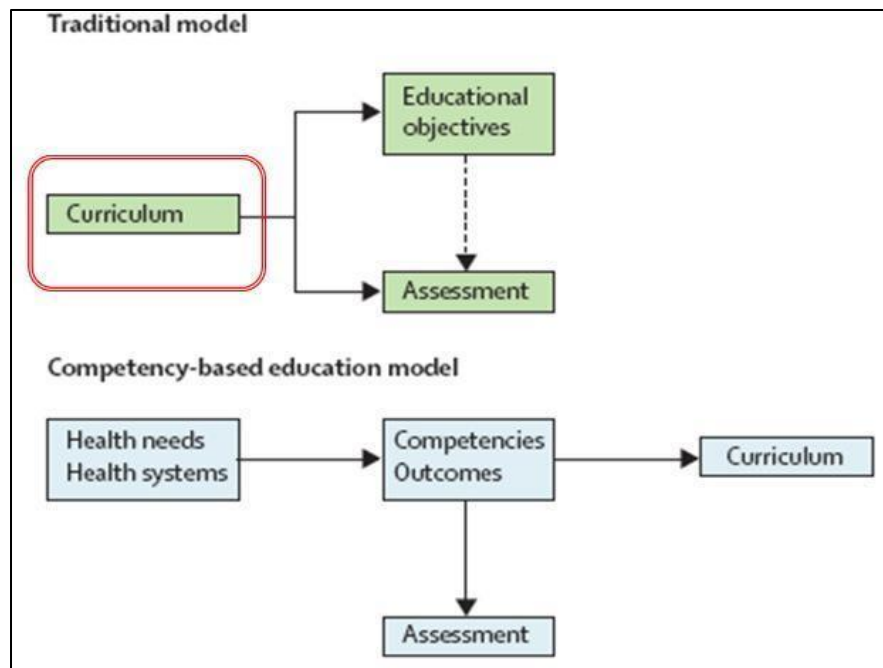 Traditional model
Educational
objectives
Curriculum
Assessment
Competency-based education model
Health needs
Health systems
Competencies
Outcomes
Curriculum
Assessment